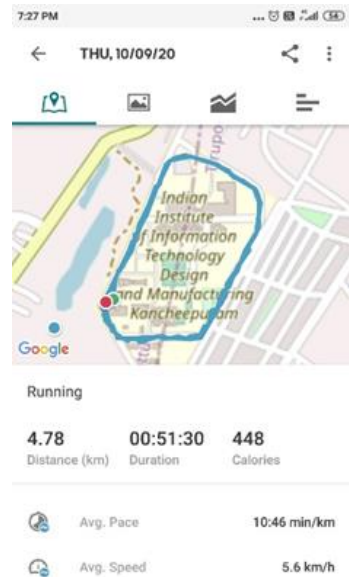 7:27 PM
... 54
THU, 10/09/20
Tirupo
Indian
Institute
of Information
Technology
Design
and Manufacturing
Kancheepuram
Google
Running
4.78 00:51:30 448
Distance (km) Duration Calories
Avg. Pace 10:46 min/km
Avg. Speed 5.6 km/h